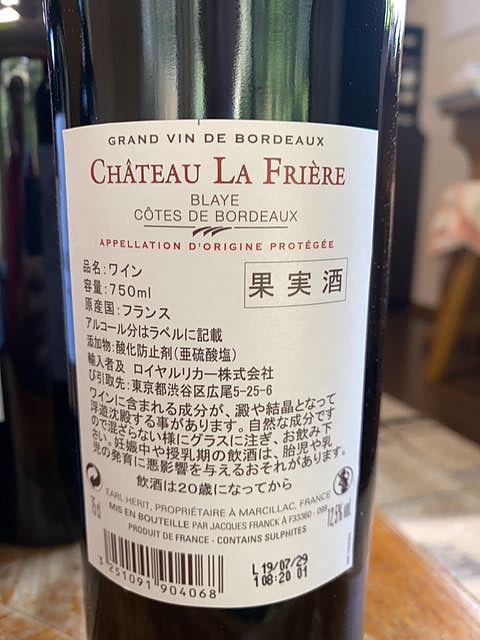 GRAND VIN DE BORDEAUX
CHÂTEAU LA FRIÈRE
BLAYE
CÔTES DE BORDEAUX
APPELLATION D'ORIGINE PROTÉGÉE
品名:ワイン
容量:750ml
果実酒
原産国:フランス
アルコール分はラベルに記載
添加物:酸化防止剤(亜硫酸塩)
輸入者及 ロイヤルリカー株式会社
び引取先:東京都渋谷区広尾5-25-6
ワインに含まれる成分が、澱や結晶となって
浮遊沈殿する事があります。自然な成分です
ので混ざらない様にグラスに注ぎ、お飲み下
さい。妊娠中や授乳期の飲酒は、胎児や乳
児の発育に悪影響を与えるおそれがあります。
飲酒は20歳になってから
EARL HERIT, PROPRIÉTAIRE À MARCILLAC, FRANCE
MIS EN BOUTEILLE PAR JACQUES FRANCK À F33360 - 098
PRODUIT DE FRANCE - CONTAINS SULPHITES
12,5% vol.
L 19/07/29
1 08:20 01
3 251091 904068